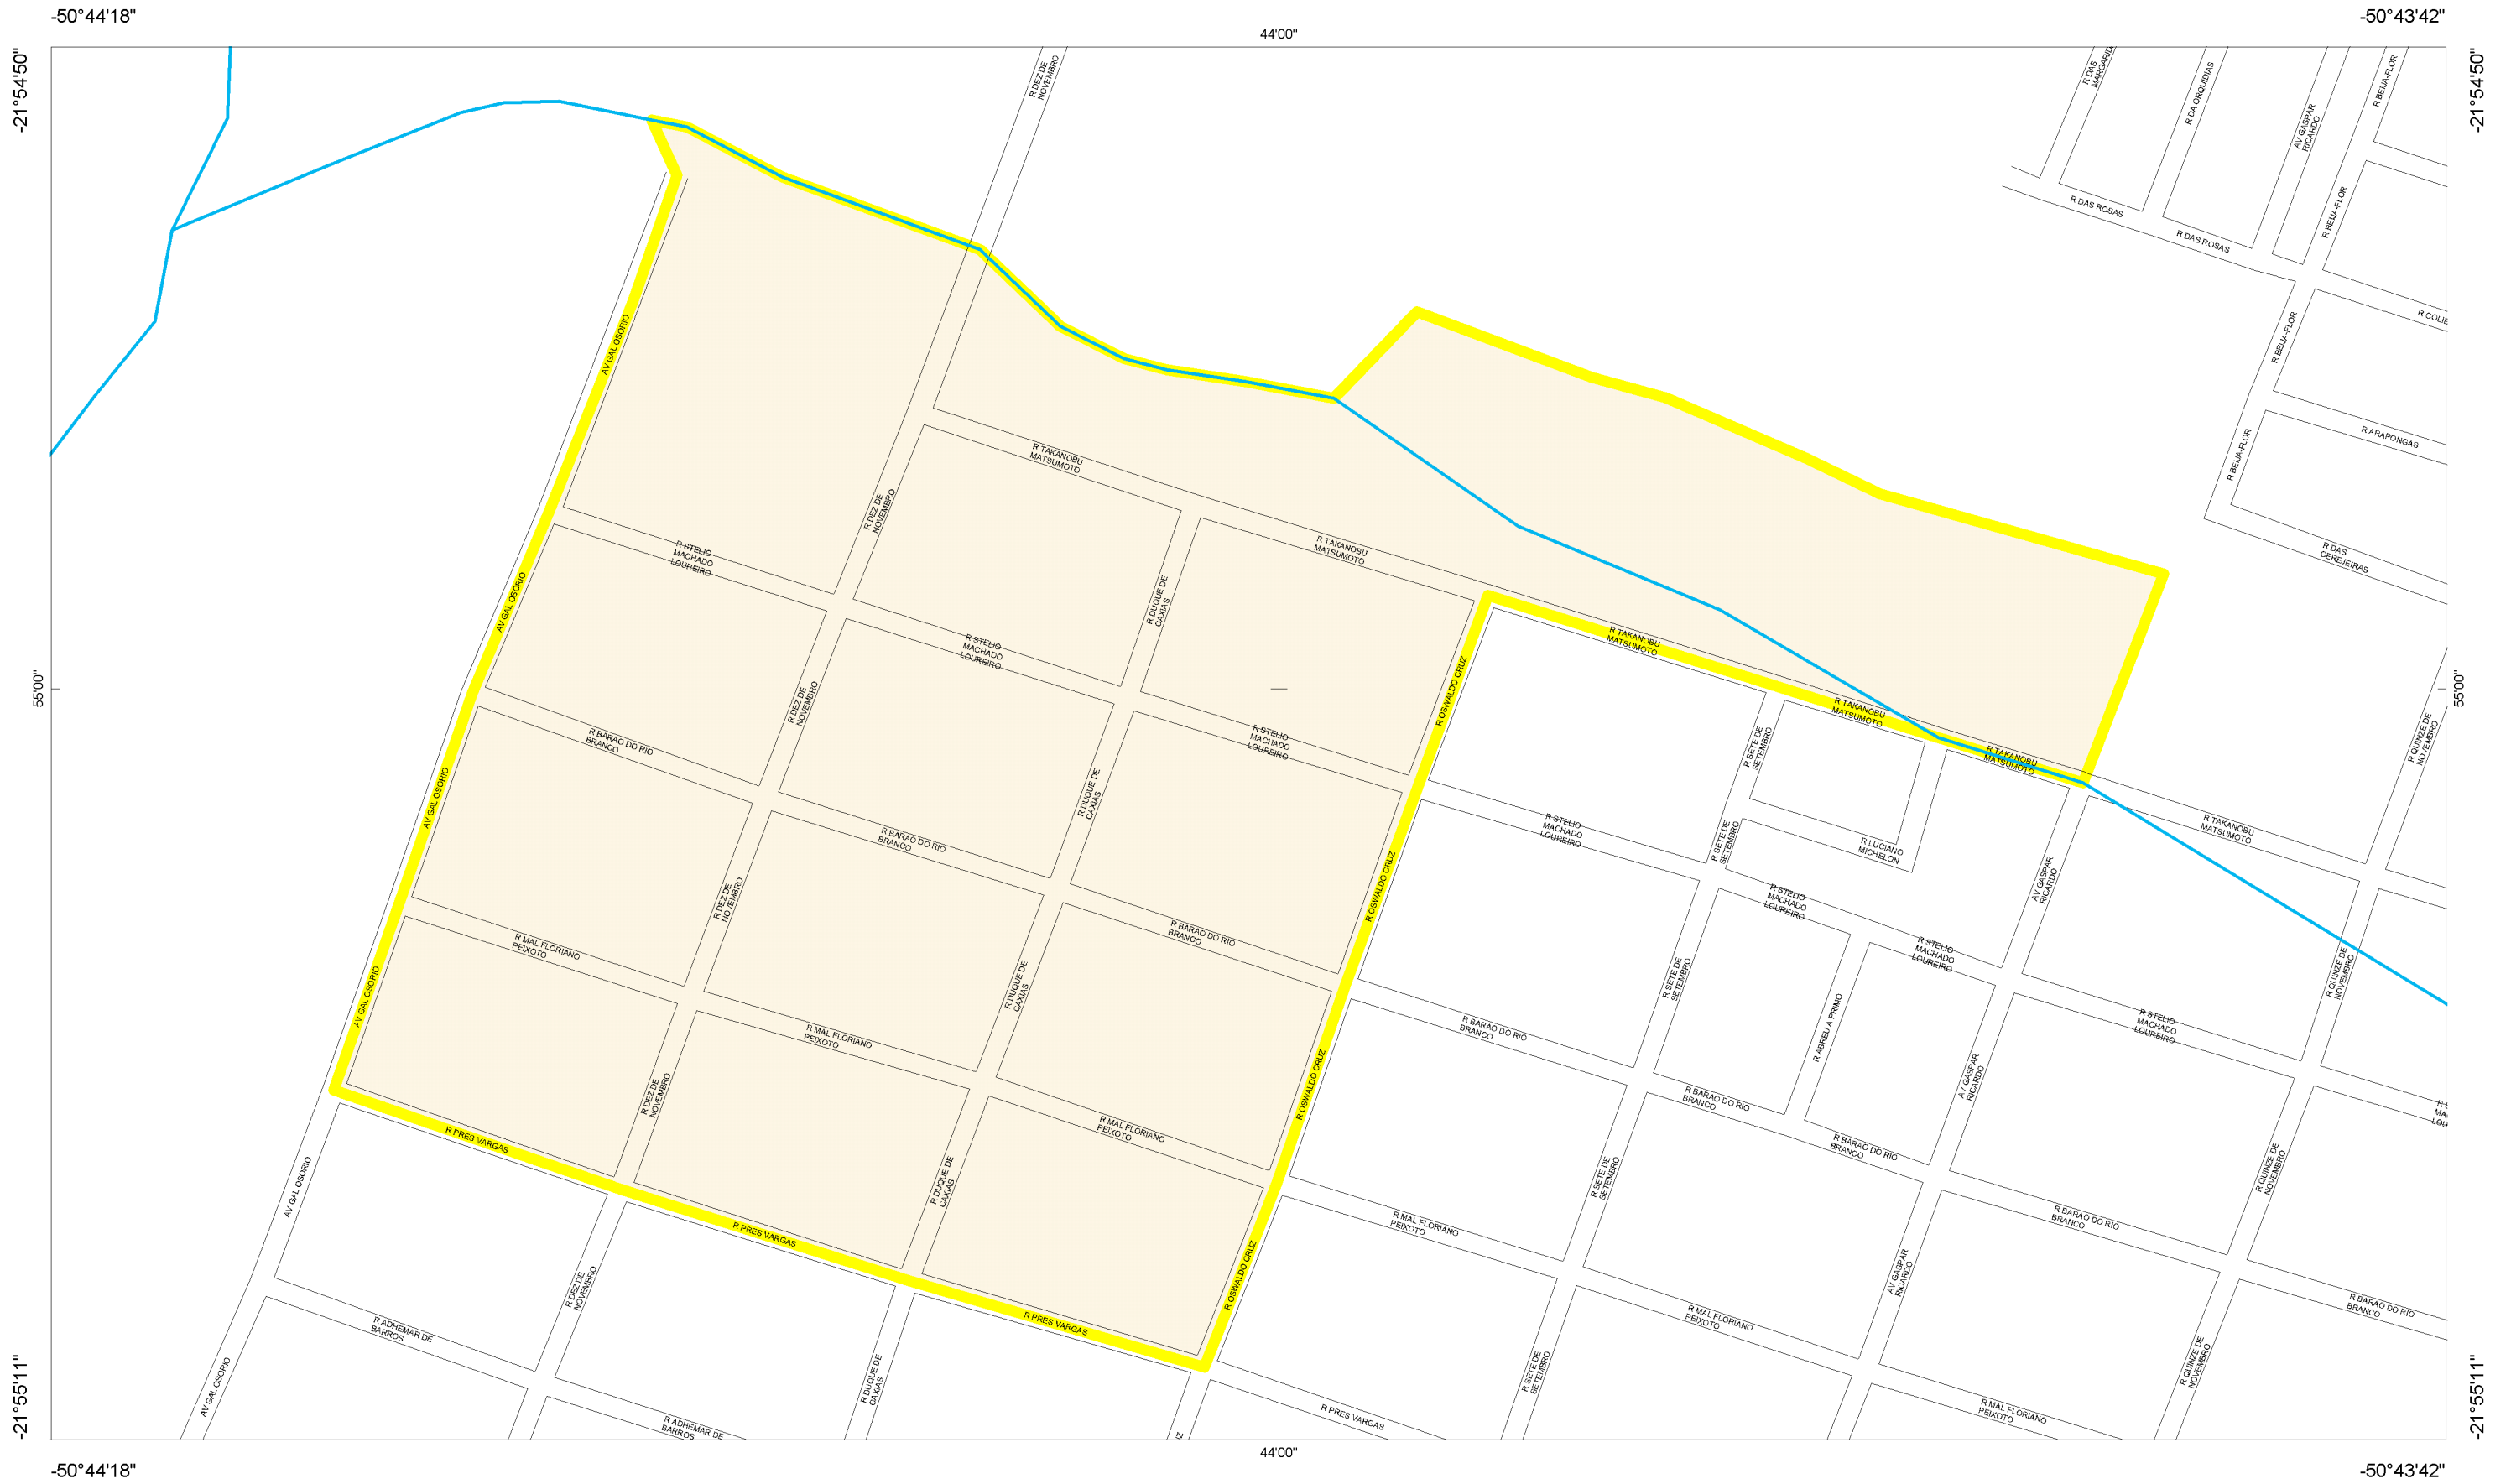 -50°44'18"
-50°43'42"
44'00"
-21°54'50"
-21°54'50"
R DEZ DE
NOVEMBRO
R DAS
R DA ORQUIDIAS
AV GASPAR
RICARDO
R BEIJA-FLOR
R DAS ROSAS
R DAS ROSAS
R BEIJA-FLOR
R BEIJA-FLOR
AV GAL OSORIO
R ARAPONGAS
R BEIJA-FLOR
R TAKANOBU
MATSUMOTO
R DEZ DE
NOVEMBRO
R TAKANOBU
MATSUMOTO
R STELIO
MACHADO
LOUREIRO
R DAS
CEREJEIRAS
AV GAL OSORIO
R DUQUE DE
CAXIAS
R STELIO
MACHADO
LOUREIRO
R TAKANOBU
MATSUMOTO
55'00"
R DEZ DE
NOVEMBRO
R OSWALDO CRUZ
R TAKANOBU
MATSUMOTO
55'00"
R BARAO DO RIO
BRANCO
R STELIO
MACHADO
LOUREIRO
R SETE DE
SETEMBRO
R TAKANOBU
MATSUMOTO
R QUINZE DE
NOVEMBRO
AV GAL OSORIO
R DUQUE DE
CAXIAS
R BARAO DO RIO
BRANCO
R STELIO
MACHADO
LOUREIRO
R SETE DE
SETEMBRO
R LUCIANO
MICHELON
R TAKANOBU
MATSUMOTO
R DEZ DE
NOVEMBRO
R OSWALDO CRUZ
R STELIO
MACHADO
LOUREIRO
AV GASPAR
RICARDO
R MAL FLORIANO
PEIXOTO
R BARAO DO RIO
BRANCO
R STELIO
MACHADO
LOUREIRO
AV GAL OSORIO
R DUQUE DE
CAXIAS
R SETE DE
SETEMBRO
R QUINZE DE
NOVEMBRO
R MAL FLORIANO
PEIXOTO
R BARAO DO RIO
BRANCO
R ABREU A PRIMO
R STELIO
MACHADO
LOUREIRO
R DEZ DE
NOVEMBRO
R OSWALDO CRUZ
R BARAO DO RIO
BRANCO
AV GASPAR
RICARDO
R PRES VARGAS
R MAL FLORIANO
PEIXOTO
R BARAO DO RIO
BRANCO
AV GAL OSORIO
R DUQUE DE
CAXIAS
R SETE DE
SETEMBRO
R QUINZE DE
NOVEMBRO
R PRES VARGAS
R MAL FLORIANO
PEIXOTO
R BARAO DO RIO
BRANCO
R DEZ DE
NOVEMBRO
R OSWALDO CRUZ
AV GASPAR
RICARDO
R ADHEMAR DE
BARROS
R PRES VARGAS
R MAL FLORIANO
PEIXOTO
R BARAO DO RIO
BRANCO
AV GAL OSORIO
R DUQUE DE
CAXIAS
R SETE DE
SETEMBRO
R QUINZE DE
NOVEMBRO
R ADHEMAR DE
BARROS
R PRES VARGAS
R MAL FLORIANO
PEIXOTO
-21°55'11"
-21°55'11"
44'00"
-50°44'18"
-50°43'42"